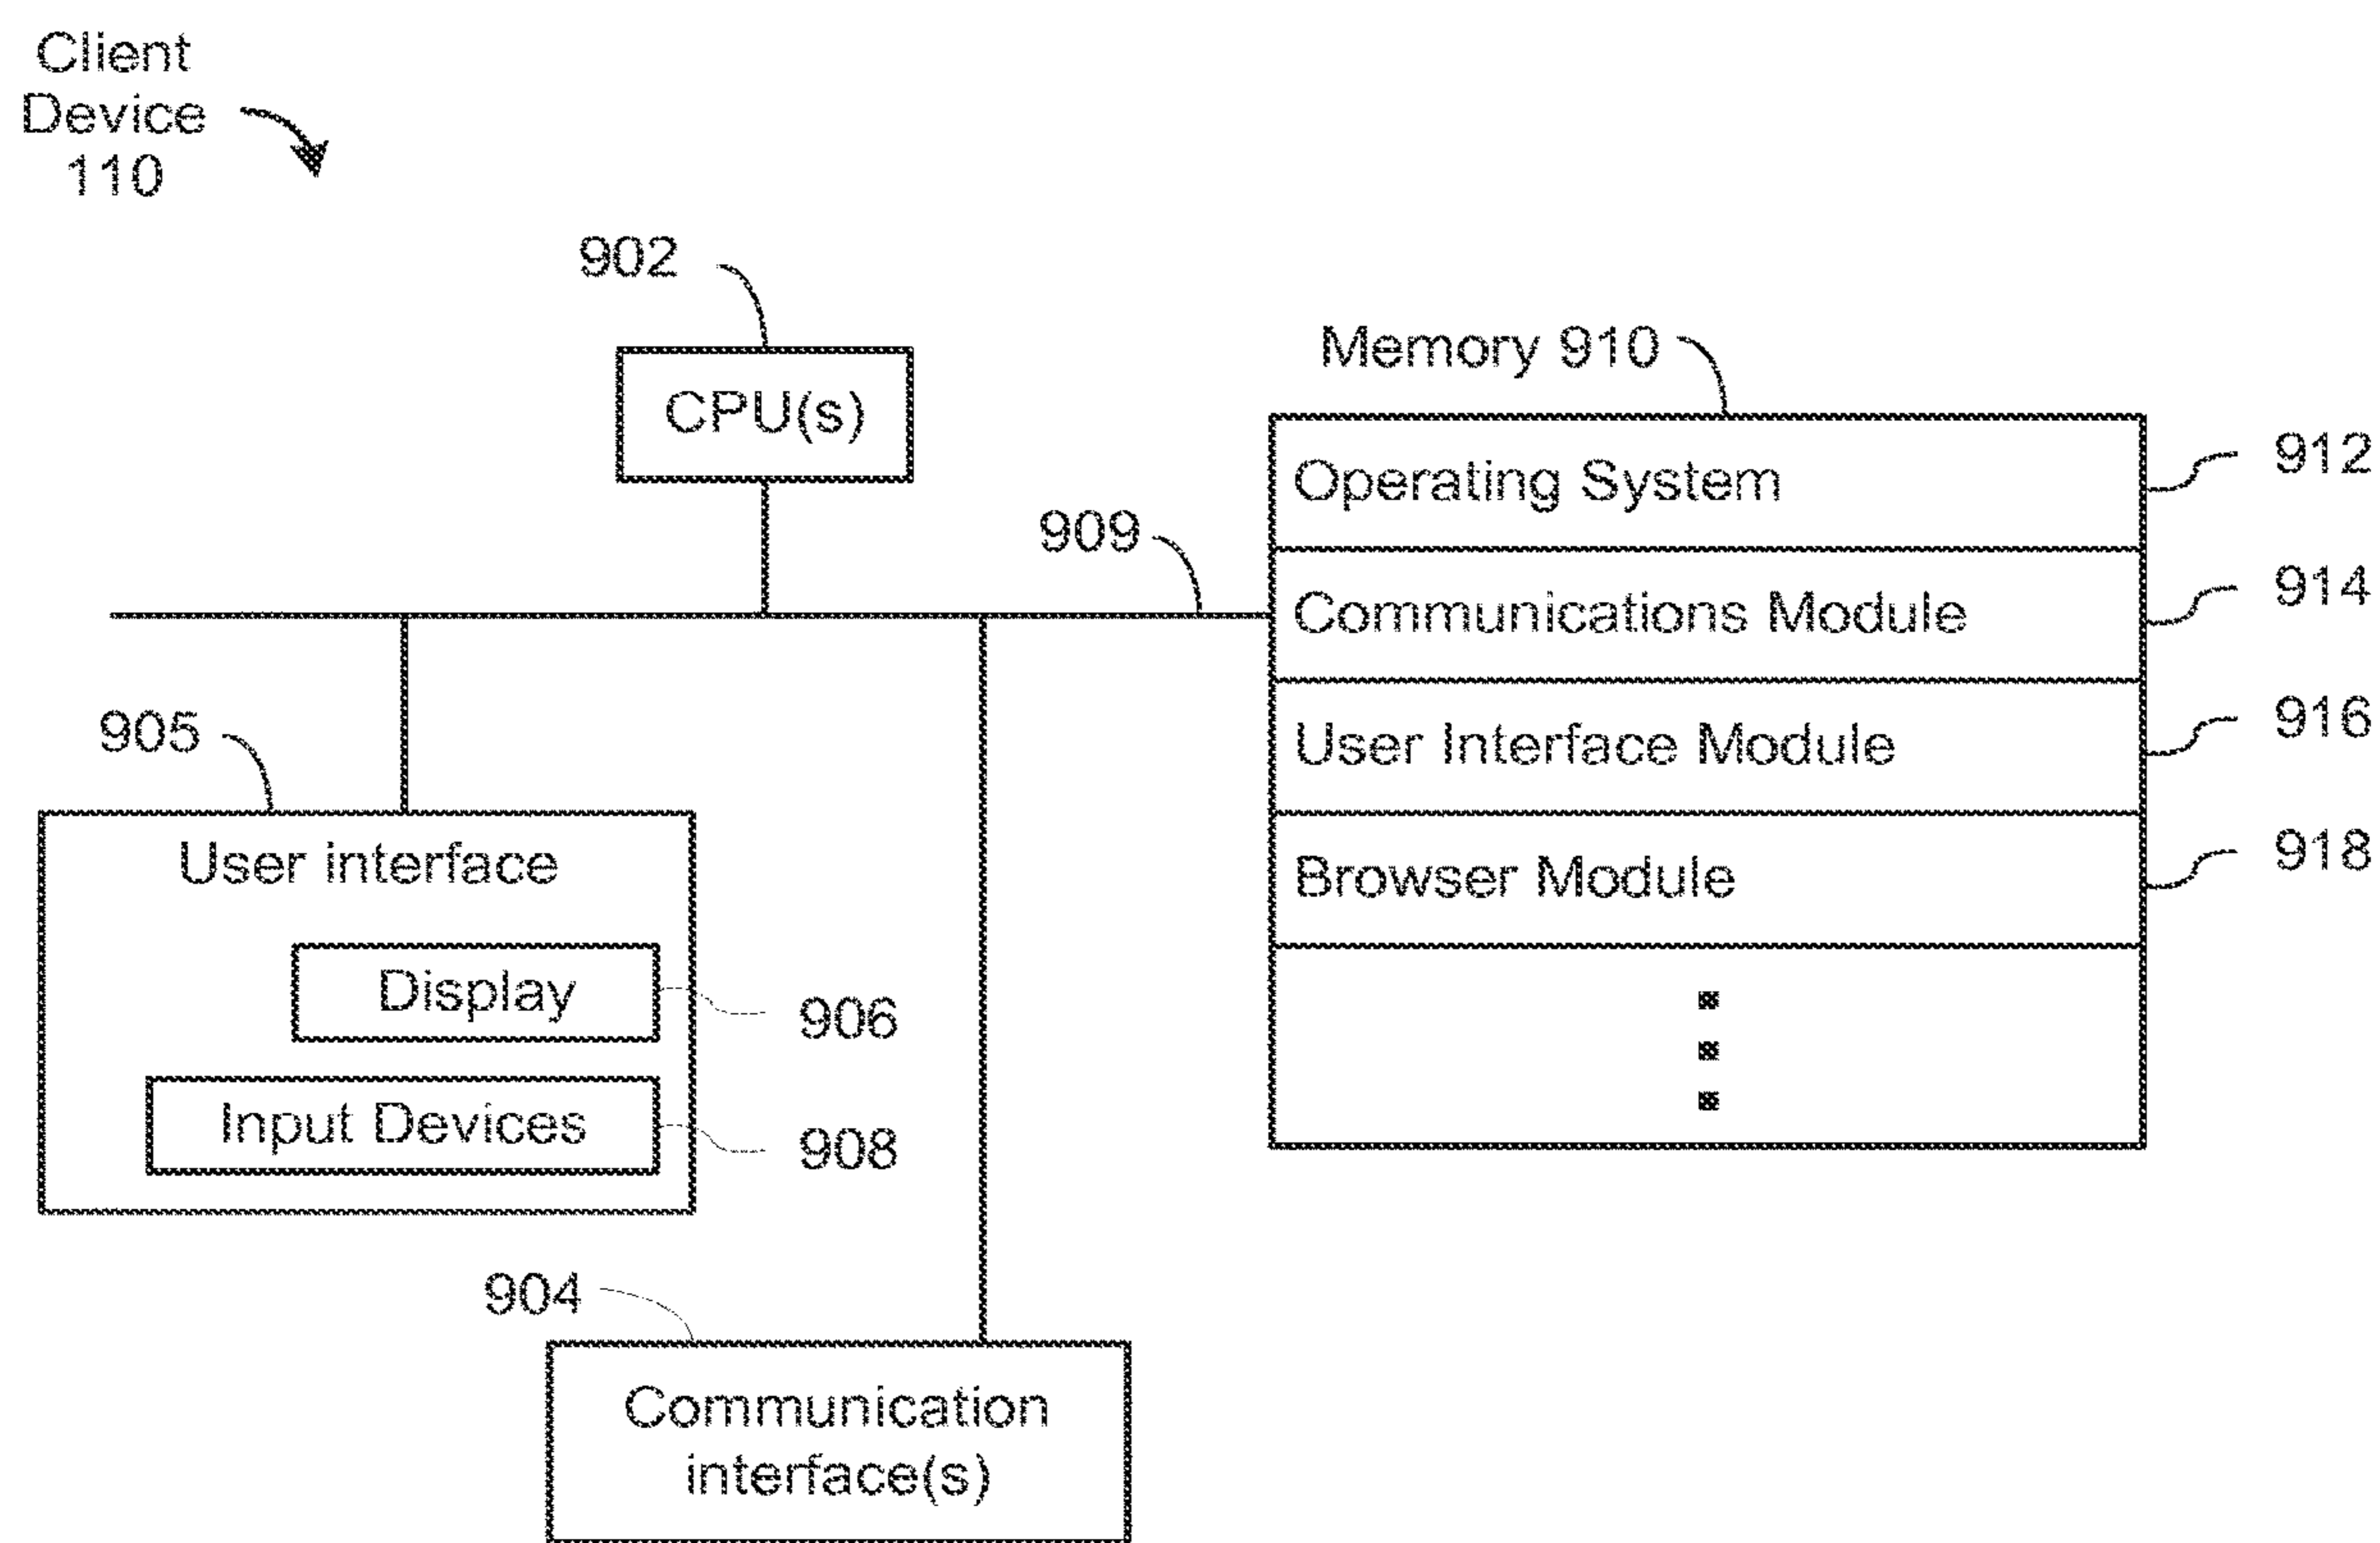 Client
Device
110
902
CPU(s)
Memory 910
Operating System
912
909
Communications Module
914
User Interface Module
916
905
User interface
Browser Module
918
Display
906
Input Devices
908
904
Communication
interface(s)